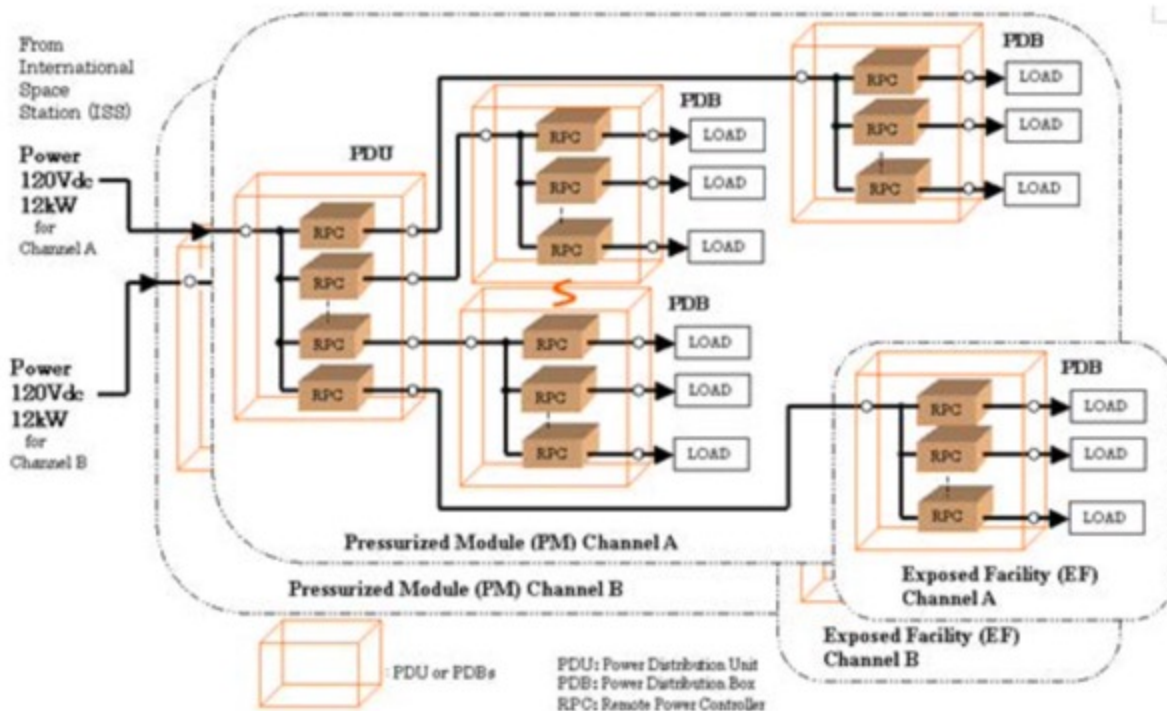 From
International
Space
Station (ISS)
Power
120Vdc
12kW
for
Channel A
Power
120Vdc
12kW
for
Channel B
PDU
RPC
RPC
RPC
RPC
PDB
RPC
LOAD
RPC
LOAD
RPC
LOAD
PDB
RPC
LOAD
RPC
LOAD
RPC
LOAD
PDB
RPC
LOAD
RPC
LOAD
RPC
LOAD
PDB
RPC
LOAD
RPC
LOAD
RPC
LOAD
Pressurized Module (PM) Channel A
Pressurized Module (PM) Channel B
Exposed Facility (EF)
Channel A
Exposed Facility (EF)
Channel B
: PDU or PDBs
PDU: Power Distribution Unit
PDB: Power Distribution Box
RPC: Remote Power Controller